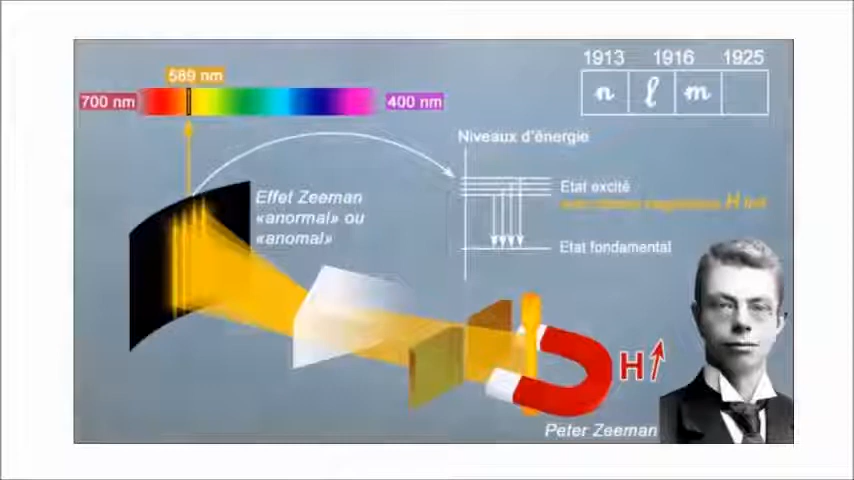 1913 1916 1925
n l m
589 nm
700 nm
400 nm
Niveaux d'énergie
Etat excité
H
Effet Zeeman
«anormal» ou
«anomal»
Etat fondamental
H
Peter Zeeman